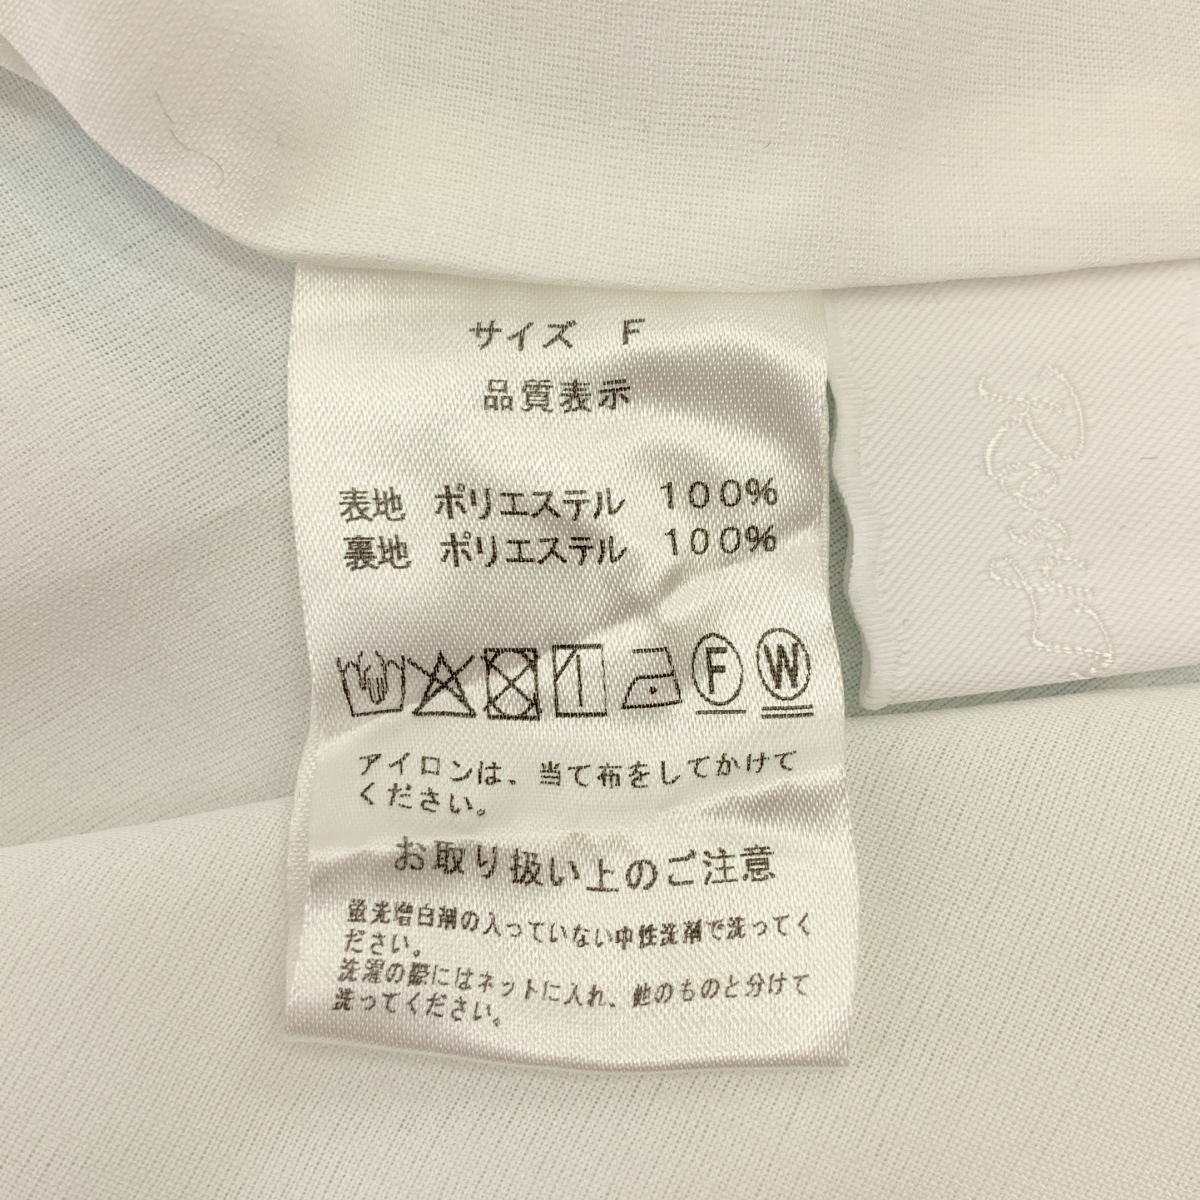 サイズ F
品質表示
表地 ポリエステル 100%
裏地 ポリエステル 100%
F W
アイロンは、当て布をしてかけて
ください。
お取り扱い上のご注意
蛍光増白剤の入っていない中性洗剤で洗ってく
ださい。
洗濯の際にはネットに入れ、他のものと分けて
洗ってください。